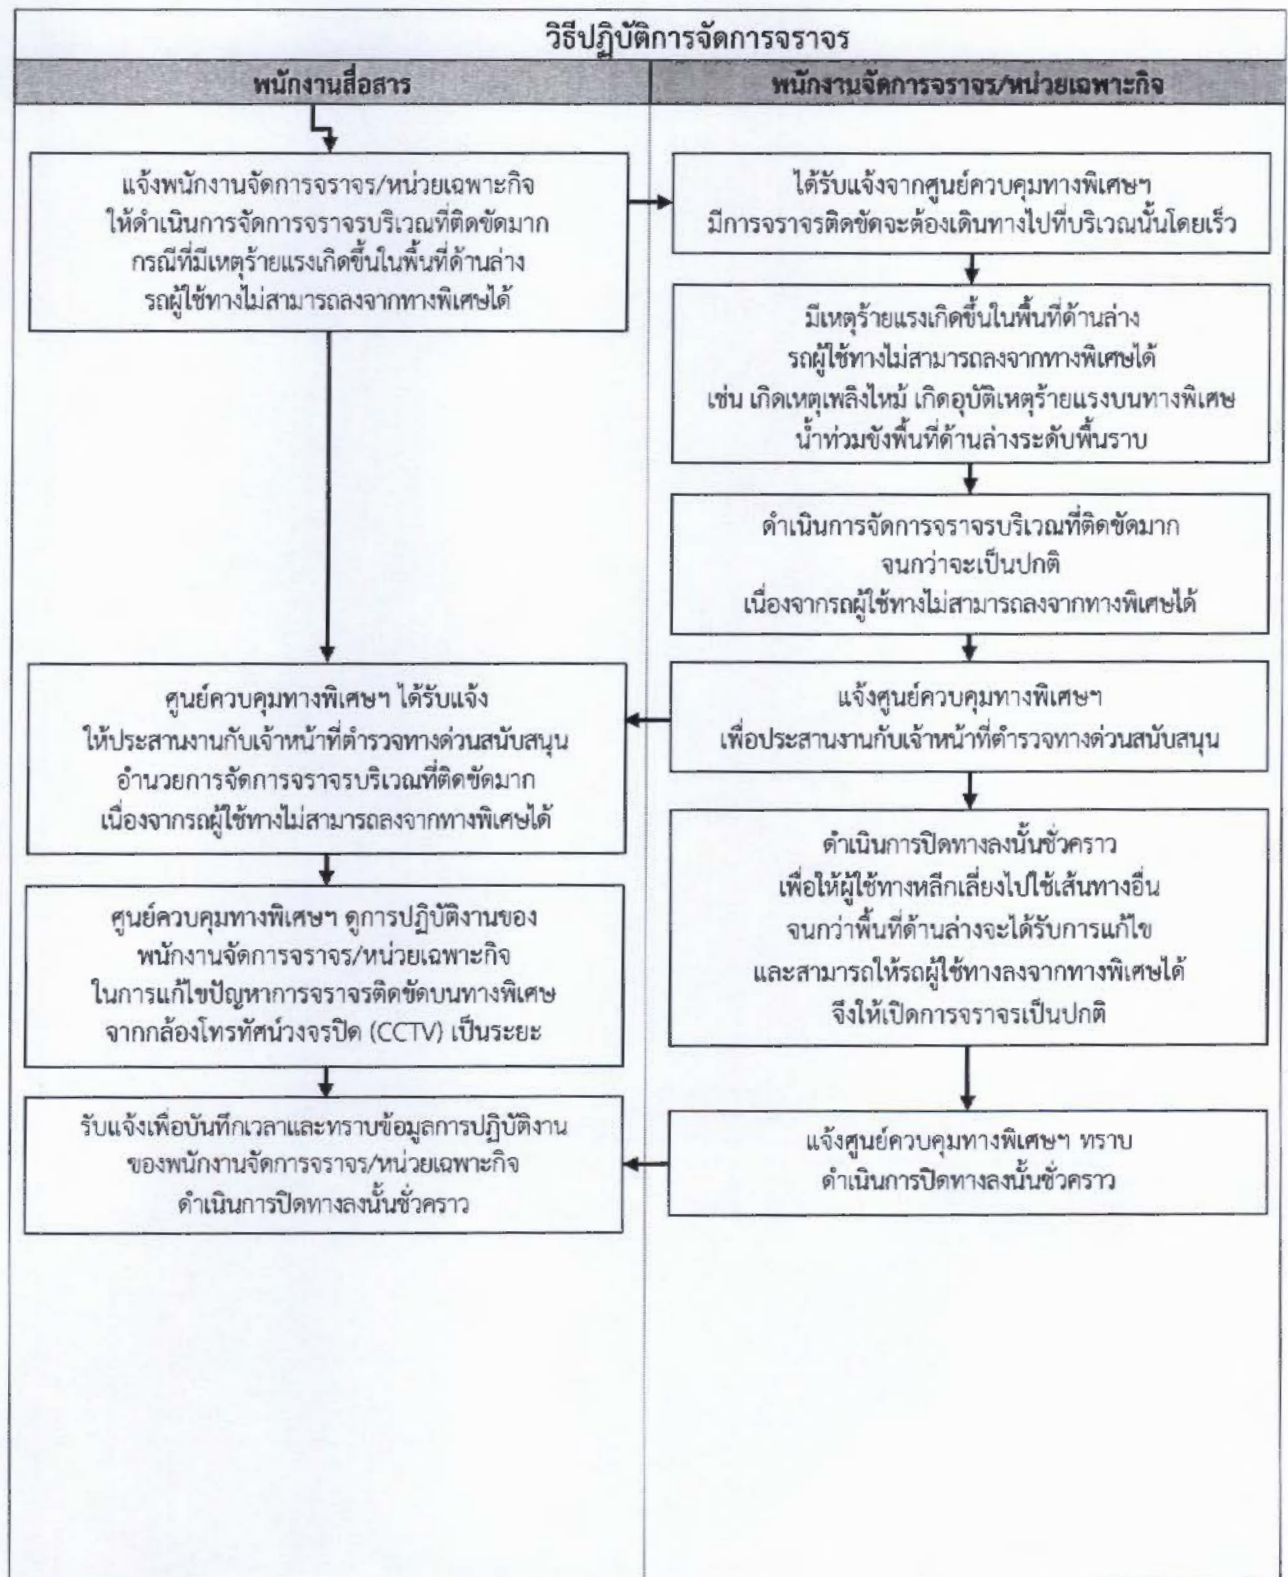 วิธีปฏิบัติการจัดการจราจร
พนักงานสื่อสาร
พนักงานจัดการจราจร/หน่วยเฉพาะกิจ
แจ้งพนักงานจัดการจราจร/หน่วยเฉพาะกิจ
ให้ดำเนินการจัดการจราจรบริเวณที่ติดขัดมาก
กรณีที่มีเหตุร้ายแรงเกิดขึ้นในพื้นที่ด้านล่าง
รถผู้ใช้ทางไม่สามารถลงจากทางพิเศษได้
ได้รับแจ้งจากศูนย์ควบคุมทางพิเศษฯ
มีการจราจรติดขัดจะต้องเดินทางไปที่บริเวณนั้นโดยเร็ว
มีเหตุร้ายแรงเกิดขึ้นในพื้นที่ด้านล่าง
รถผู้ใช้ทางไม่สามารถลงจากทางพิเศษได้
เช่น เกิดเหตุเพลิงไหม้ เกิดอุบัติเหตุร้ายแรงบนทางพิเศษ
น้ำท่วมขังพื้นที่ด้านล่างระดับพื้นราบ
ดำเนินการจัดการจราจรบริเวณที่ติดขัดมาก
จนกว่าจะเป็นปกติ
เนื่องจากรถผู้ใช้ทางไม่สามารถลงจากทางพิเศษได้
แจ้งศูนย์ควบคุมทางพิเศษฯ
เพื่อประสานงานกับเจ้าหน้าที่ตำรวจทางด่วนสนับสนุน
ศูนย์ควบคุมทางพิเศษฯ ได้รับแจ้ง
ให้ประสานงานกับเจ้าหน้าที่ตำรวจทางด่วนสนับสนุน
อำนวยการจัดการจราจรบริเวณที่ติดขัดมาก
เนื่องจากรถผู้ใช้ทางไม่สามารถลงจากทางพิเศษได้
ดำเนินการปิดทางลงนั้นชั่วคราว
เพื่อให้ผู้ใช้ทางหลีกเลี่ยงไปใช้เส้นทางอื่น
จนกว่าพื้นที่ด้านล่างจะได้รับการแก้ไข
และสามารถให้รถผู้ใช้ทางลงจากทางพิเศษได้
จึงให้เปิดการจราจรเป็นปกติ
ศูนย์ควบคุมทางพิเศษฯ ดูการปฏิบัติงานของ
พนักงานจัดการจราจร/หน่วยเฉพาะกิจ
ในการแก้ไขปัญหาการจราจรติดขัดบนทางพิเศษ
จากกล้องโทรทัศน์วงจรปิด (CCTV) เป็นระยะ
รับแจ้งเพื่อบันทึกเวลาและทราบข้อมูลการปฏิบัติงาน
ของพนักงานจัดการจราจร/หน่วยเฉพาะกิจ
ดำเนินการปิดทางลงนั้นชั่วคราว
แจ้งศูนย์ควบคุมทางพิเศษฯ ทราบ
ดำเนินการปิดทางลงนั้นชั่วคราว